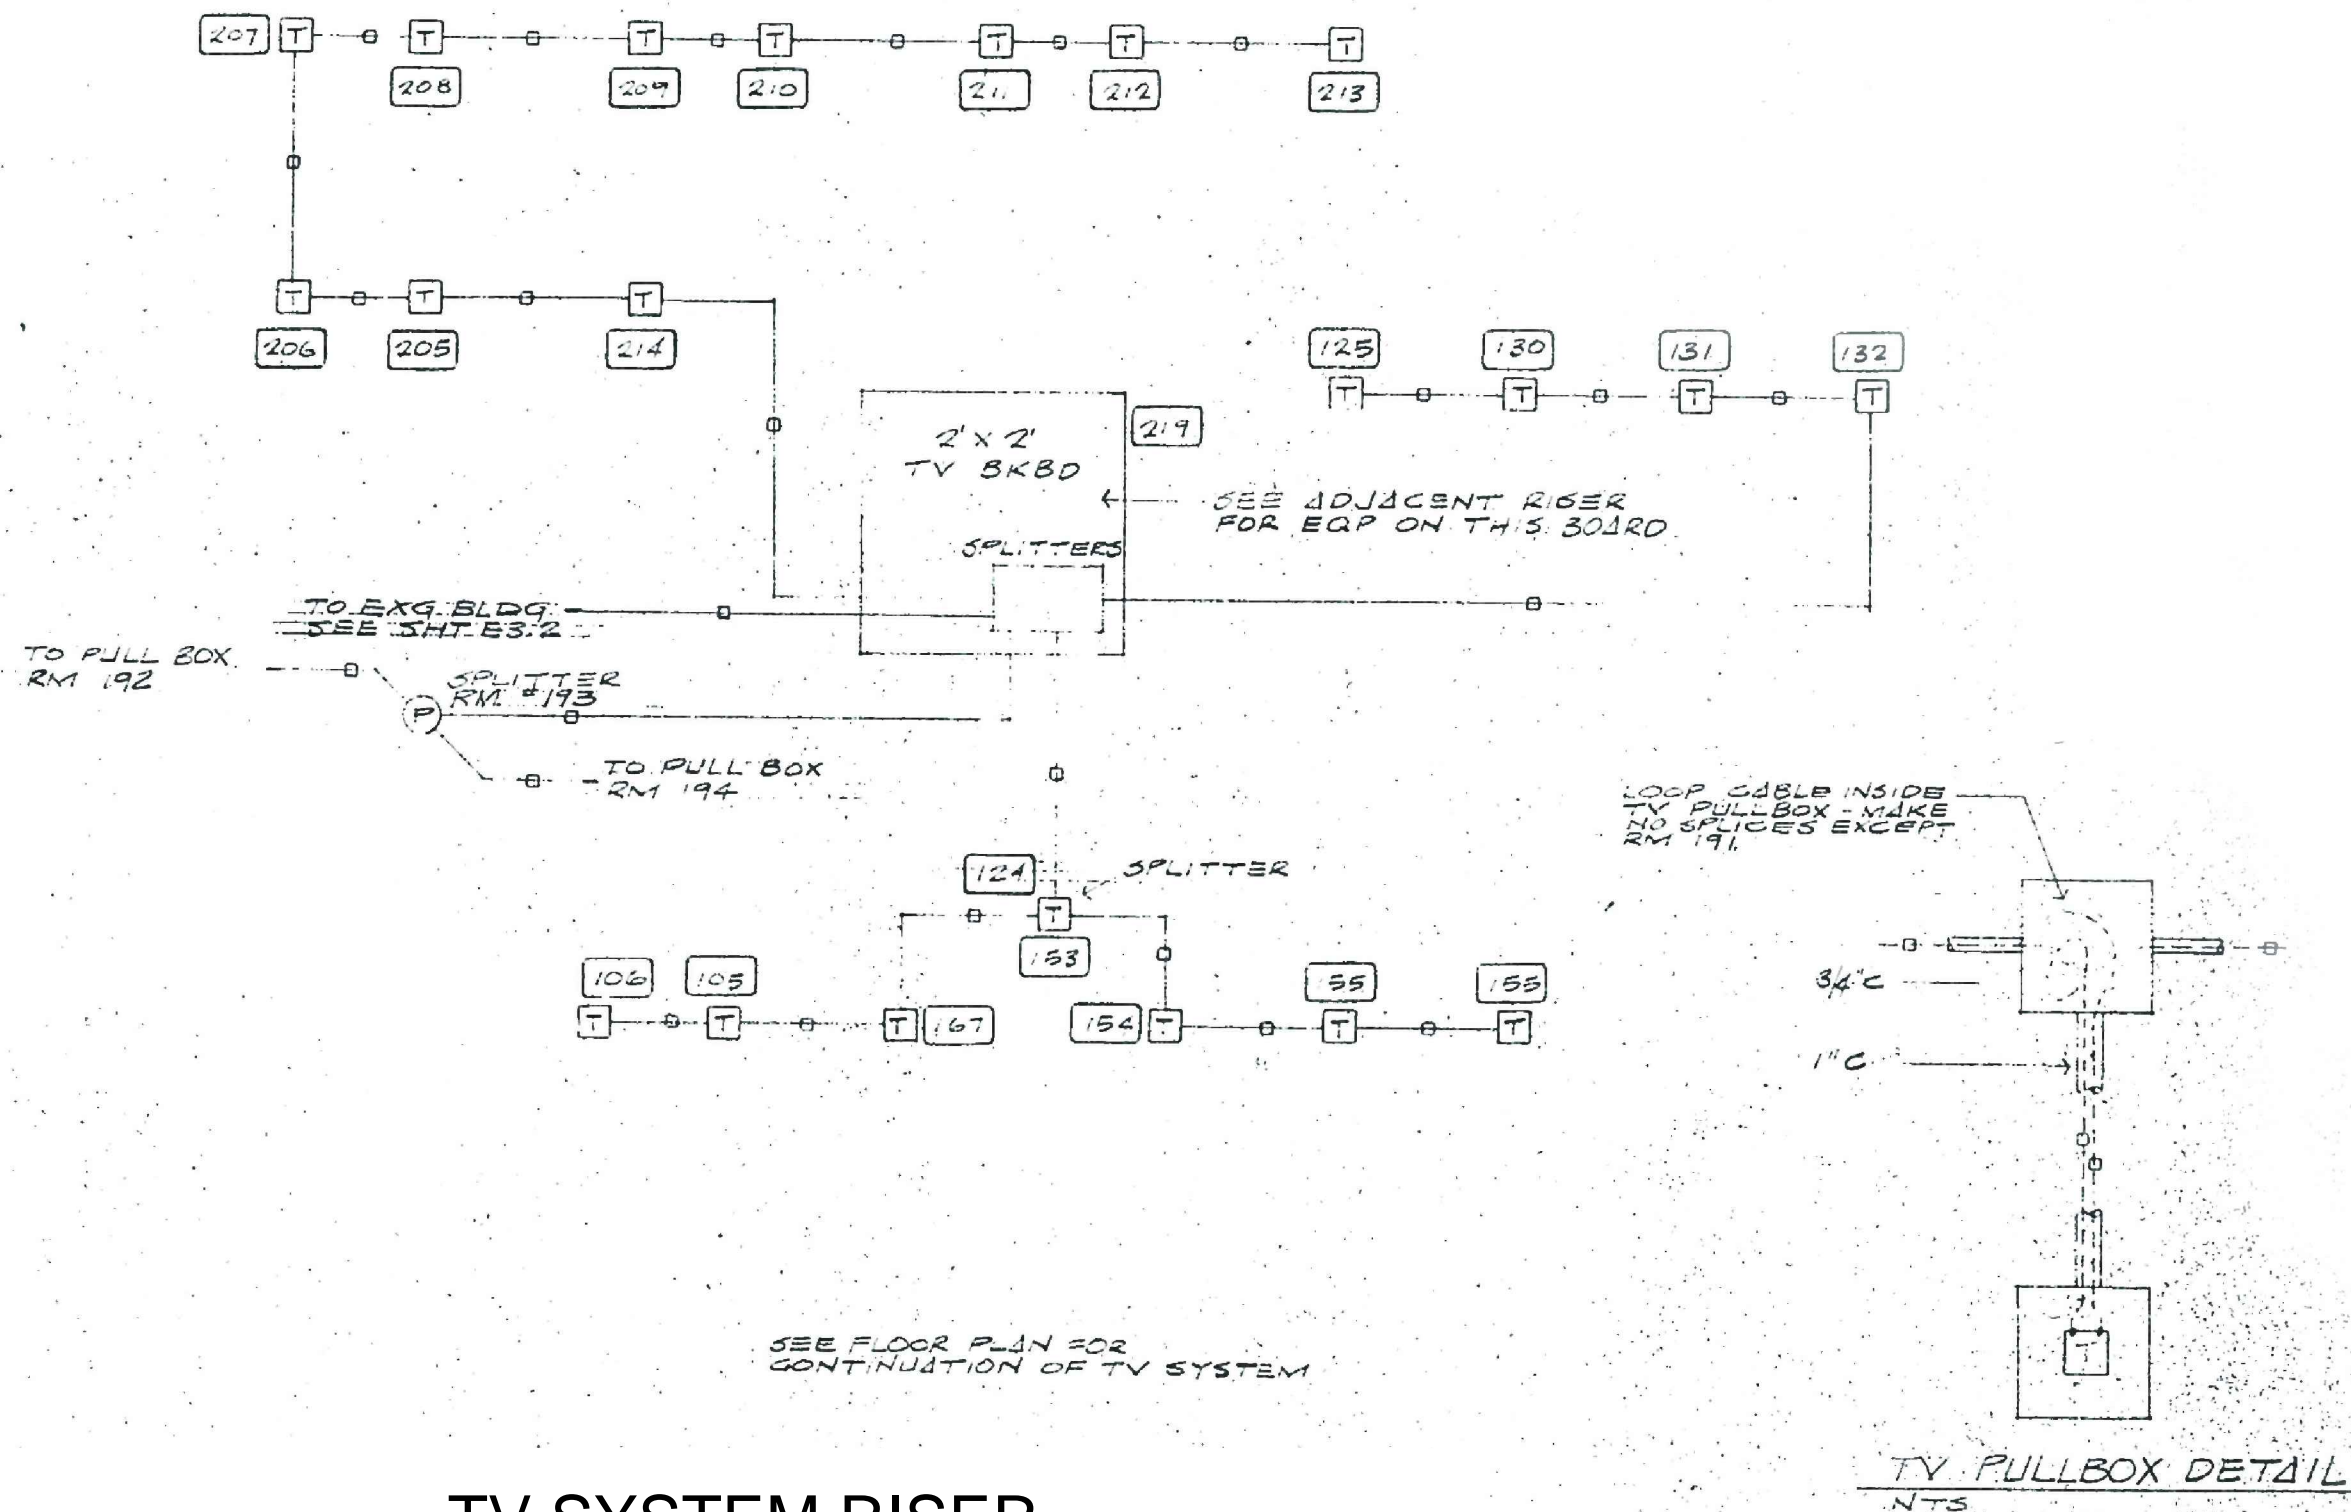 207 T T T T T T T
208 209 210 211 212 213
T T T
206 205 214
125 130 131 132
T T T T
2' X 2'
TV BKBD
219
SEE ADJACENT RISER
FOR EQP ON THIS BOARD
SPLITTERS
TO EXG BLDG
SEE SHT E3.2
TO PULL BOX
RM 192
SPLITTER
RM #193
P
TO PULL BOX
RM 194
LOOP CABLE INSIDE
TV PULLBOX - MAKE
NO SPLICES EXCEPT
RM 191.
124 SPLITTER
T
153
106 105 155 155
T T T 167 154 T T T
3/4"C
1"C
T
SEE FLOOR PLAN FOR
CONTINUATION OF TV SYSTEM
TV PULLBOX DETAIL
NTS
TV SYSTEM RISER